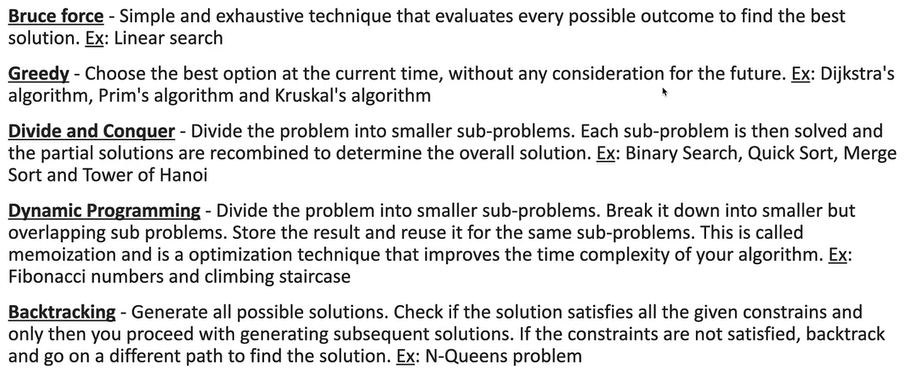 Bruce force - Simple and exhaustive technique that evaluates every possible outcome to find the best
solution. Ex: Linear search
Greedy - Choose the best option at the current time, without any consideration for the future. Ex: Dijkstra's
algorithm, Prim's algorithm and Kruskal's algorithm
Divide and Conquer - Divide the problem into smaller sub-problems. Each sub-problem is then solved and
the partial solutions are recombined to determine the overall solution. Ex: Binary Search, Quick Sort, Merge
Sort and Tower of Hanoi
Dynamic Programming - Divide the problem into smaller sub-problems. Break it down into smaller but
overlapping sub problems. Store the result and reuse it for the same sub-problems. This is called
memoization and is a optimization technique that improves the time complexity of your algorithm. Ex:
Fibonacci numbers and climbing staircase
Backtracking - Generate all possible solutions. Check if the solution satisfies all the given constrains and
only then you proceed with generating subsequent solutions. If the constraints are not satisfied, backtrack
and go on a different path to find the solution. Ex: N-Queens problem